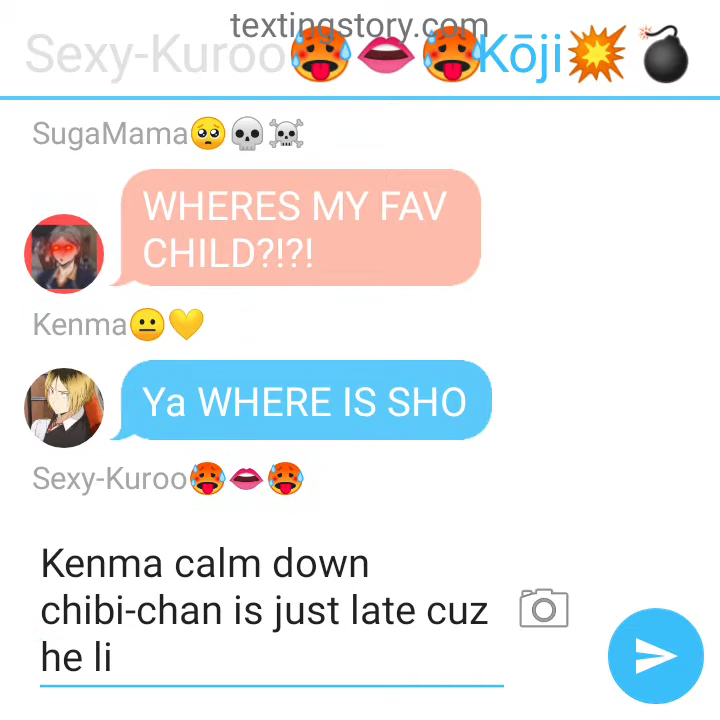 textingstory.com
Sexy-Kuroo🥵👄🥵Kōji💥💣
SugaMama🥺💀☠️
WHERES MY FAV
CHILD?!?!
Kenma😐💛
Ya WHERE IS SHO
Sexy-Kuroo🥵👄🥵
Kenma calm down
chibi-chan is just late cuz
he li